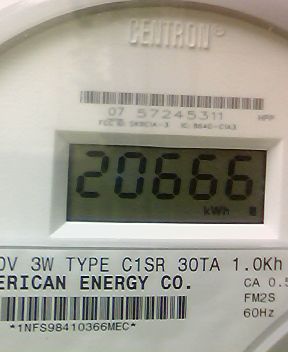 CENTRON®
07 57245311
HPP
20666
kWh
0V 3W TYPE C1SR 30TA 1.0Kh
ERICAN ENERGY CO.
CA 0.5
FM2S
60Hz
*1NFS98410366MEC*